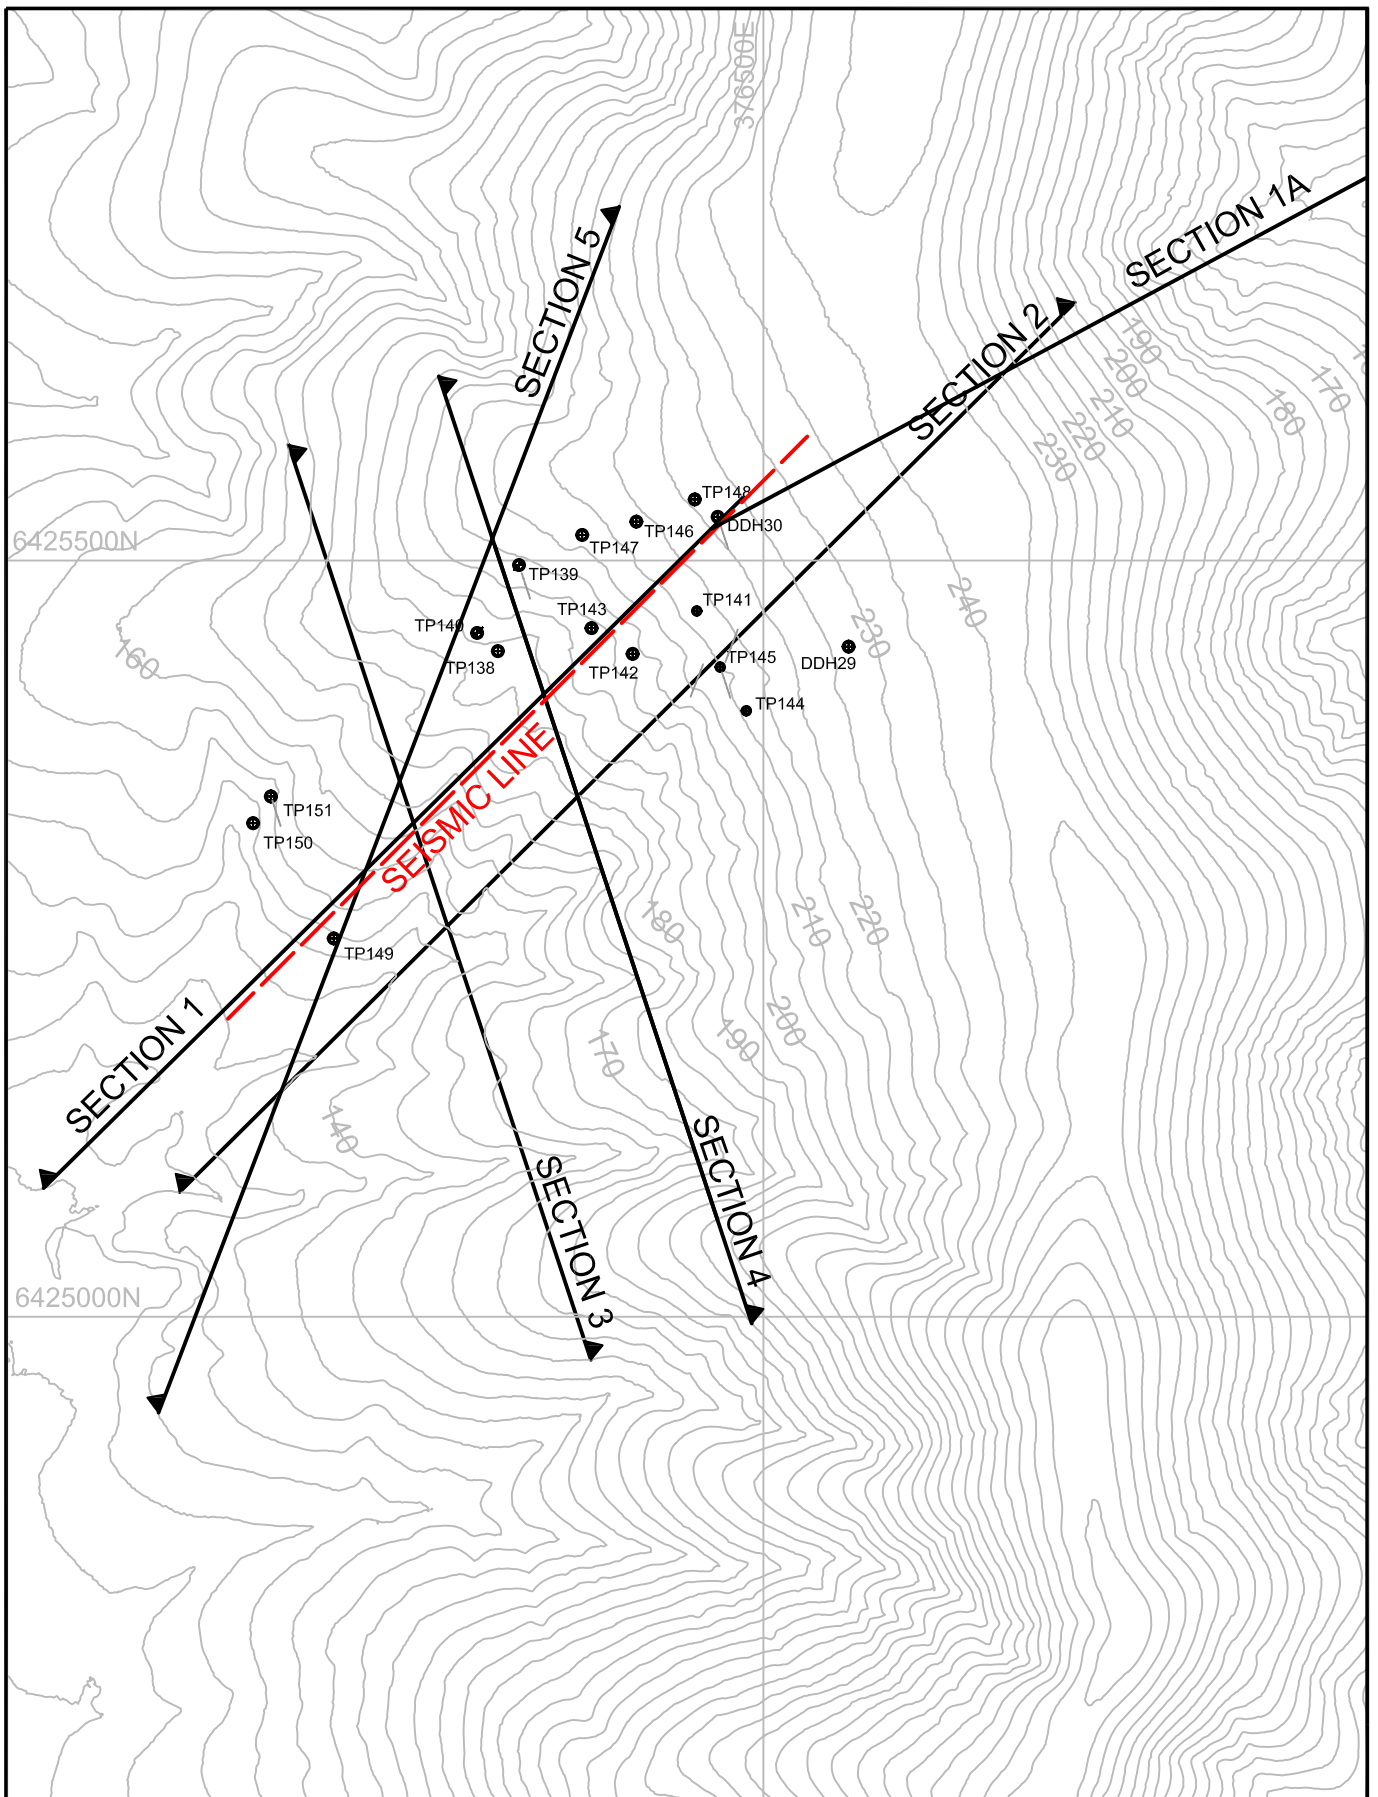 376500E
SECTION 1A
SECTION 5
SECTION 2
190
200
210
220
230
170
180
TP148
DDH30
TP146
TP147
6425500N
TP139
TP143
TP141
240
TP140
TP138
TP142
TP145
DDH29
230
160
TP144
SEISMIC LINE
TP151
TP150
180
210
220
TP149
SECTION 1
170
190
200
140
SECTION 3
SECTION 4
6425000N